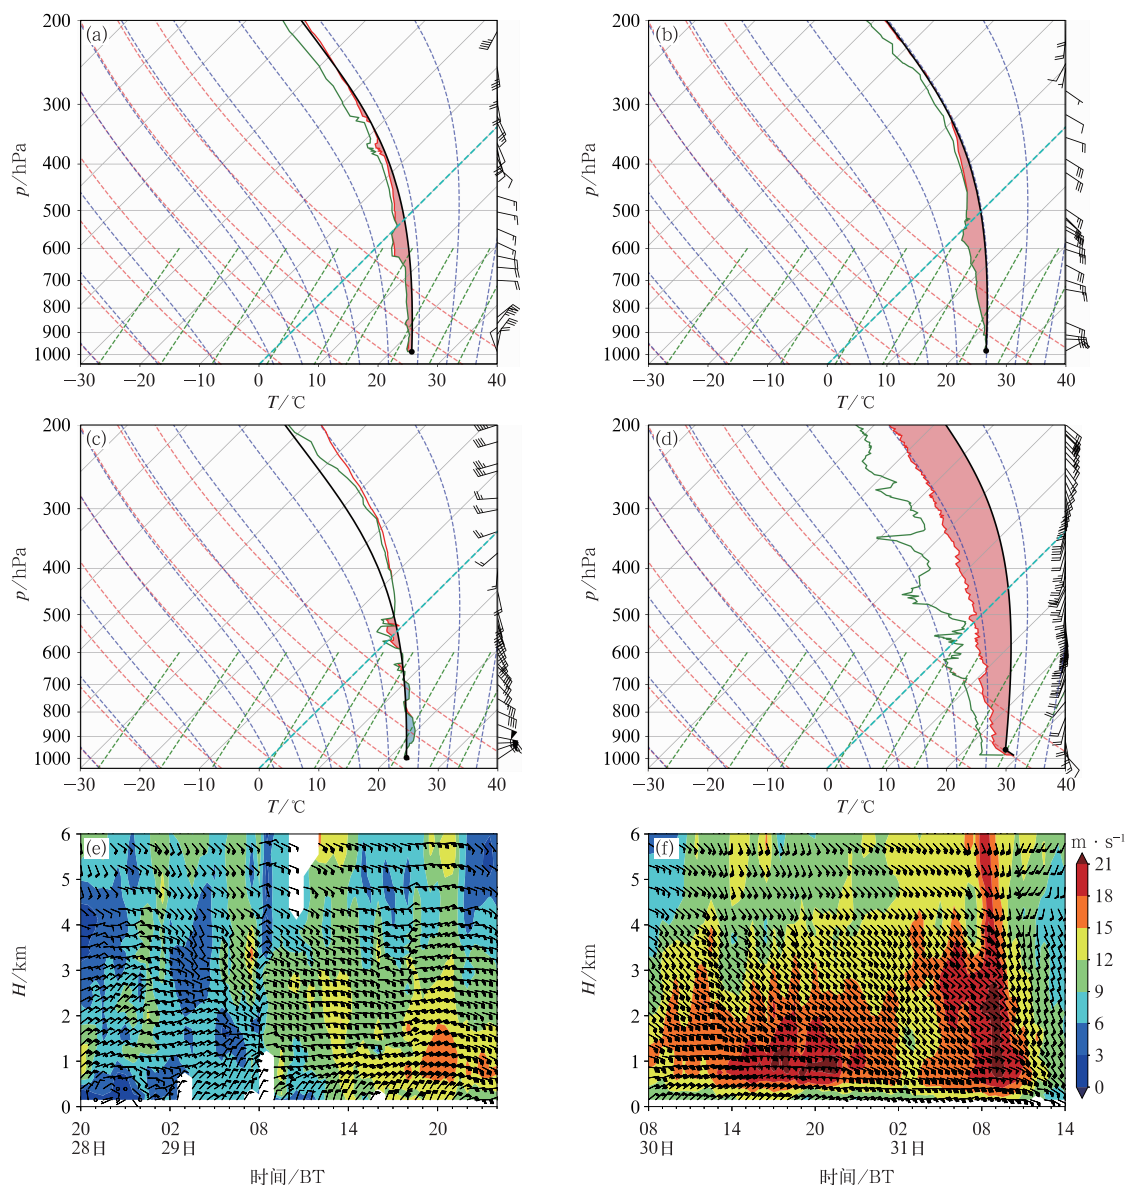 (a)
200
300
400
500
600
700
800
900
1000
p/hPa
−30 −20 −10 0 10 20 30 40
T/℃
(b)
200
300
400
500
600
700
800
900
1000
p/hPa
−30 −20 −10 0 10 20 30 40
T/℃
(c)
200
300
400
500
600
700
800
900
1000
p/hPa
−30 −20 −10 0 10 20 30 40
T/℃
(d)
200
300
400
500
600
700
800
900
1000
p/hPa
−30 −20 −10 0 10 20 30 40
T/℃
(e)
6
5
4
3
2
1
0
H/km
20 02 08 14 20
28日 29日
时间/BT
(f)
6
5
4
3
2
1
0
H/km
08 14 20 02 08 14
30日 31日
时间/BT
m · s⁻¹
21
18
15
12
9
6
3
0